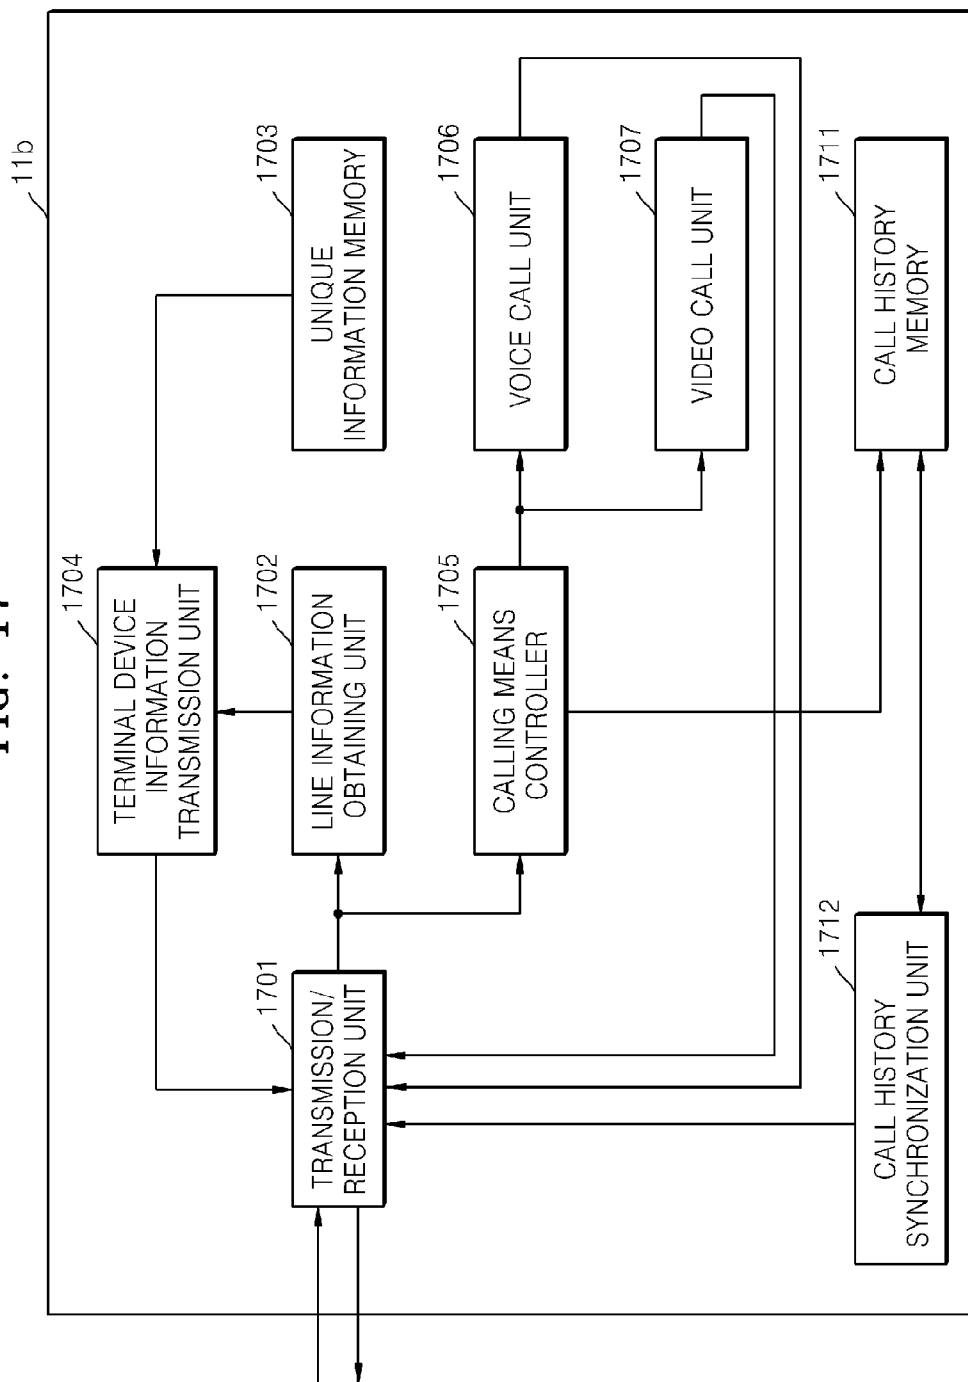 FIG. 17
11b
1704
TERMINAL DEVICE
INFORMATION
TRANSMISSION UNIT
1701
TRANSMISSION/
RECEPTION UNIT
1702
LINE INFORMATION
OBTAINING UNIT
1703
UNIQUE
INFORMATION MEMORY
1705
CALLING MEANS
CONTROLLER
1706
VOICE CALL UNIT
1707
VIDEO CALL UNIT
1712
CALL HISTORY
SYNCHRONIZATION UNIT
1711
CALL HISTORY
MEMORY